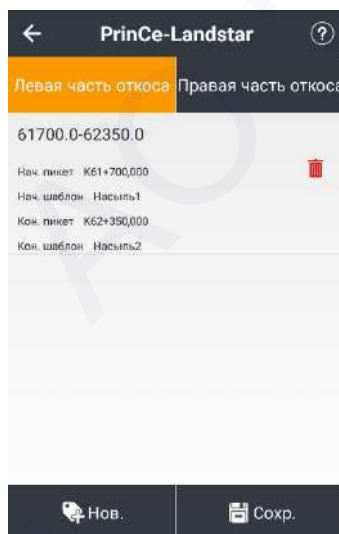 PrinCe-Landstar
Левая часть откоса Правая часть откоса
61700.0-62350.0
Нач. пикет K61+700,000
Нач. шаблон Насыпь1
Кон. пикет K62+350,000
Кон. шаблон Насыпь2
Нов. Сохр.